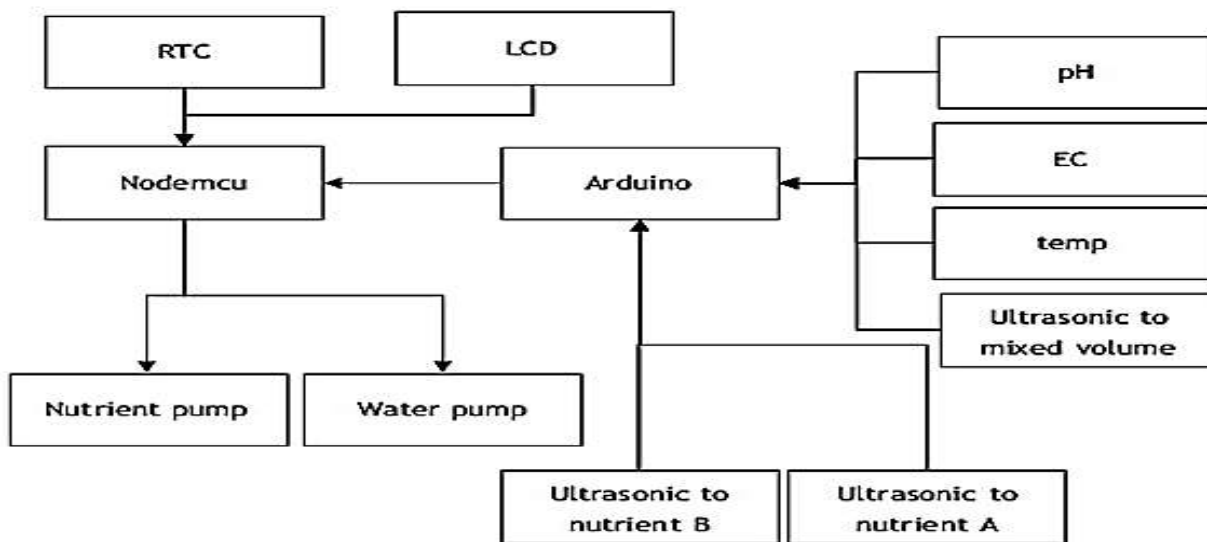 RTC
LCD
pH
Nodemcu
Arduino
EC
temp
Ultrasonic to
mixed volume
Nutrient pump
Water pump
Ultrasonic to
nutrient B
Ultrasonic to
nutrient A